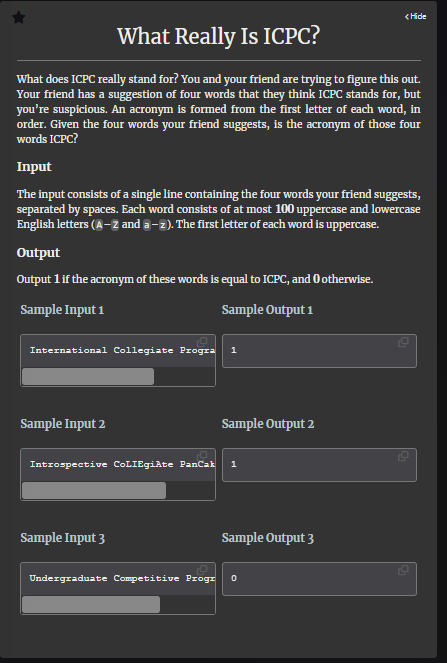 Hide
What Really Is ICPC?
What does ICPC really stand for? You and your friend are trying to figure this out.
Your friend has a suggestion of four words that they think ICPC stands for, but
you're suspicious. An acronym is formed from the first letter of each word, in
order. Given the four words your friend suggests, is the acronym of those four
words ICPC?
Input
The input consists of a single line containing the four words your friend suggests,
separated by spaces. Each word consists of at most 100 uppercase and lowercase
English letters (A–Z and a–z). The first letter of each word is uppercase.
Output
Output 1 if the acronym of these words is equal to ICPC, and 0 otherwise.
Sample Input 1 Sample Output 1
International Collegiate Progra 1
Sample Input 2 Sample Output 2
Introspective CoLIEgiAte PanCak 1
Sample Input 3 Sample Output 3
Undergraduate Competitive Progr 0